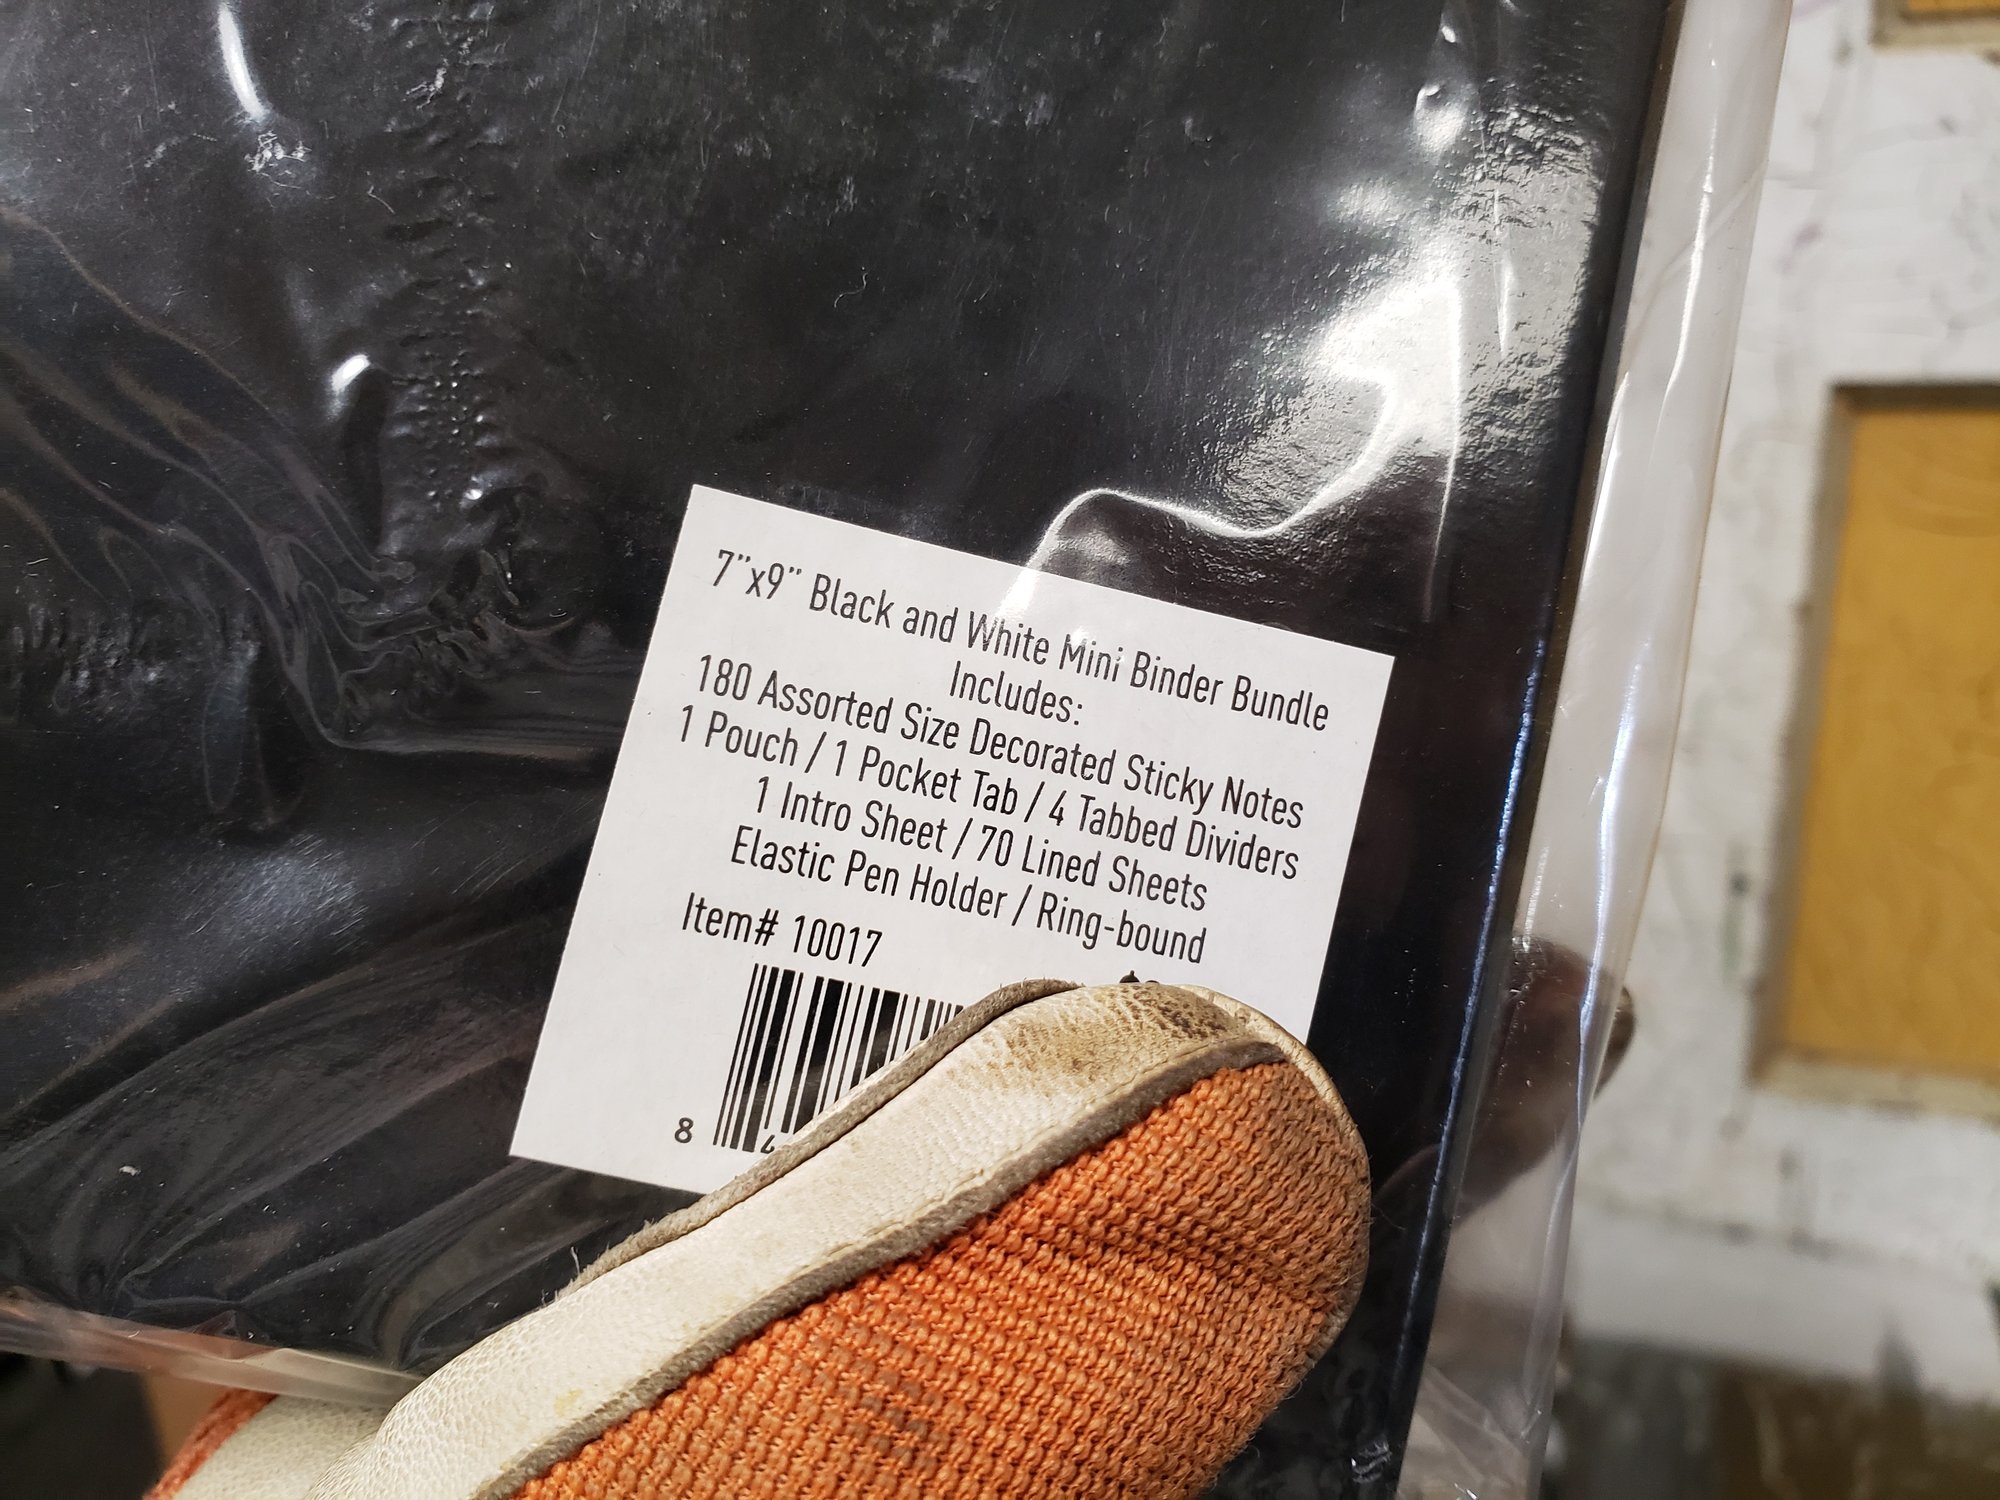 7"x9" Black and White Mini Binder Bundle
Includes:
180 Assorted Size Decorated Sticky Notes
1 Pouch / 1 Pocket Tab / 4 Tabbed Dividers
1 Intro Sheet / 70 Lined Sheets
Elastic Pen Holder / Ring-bound
Item# 10017
8